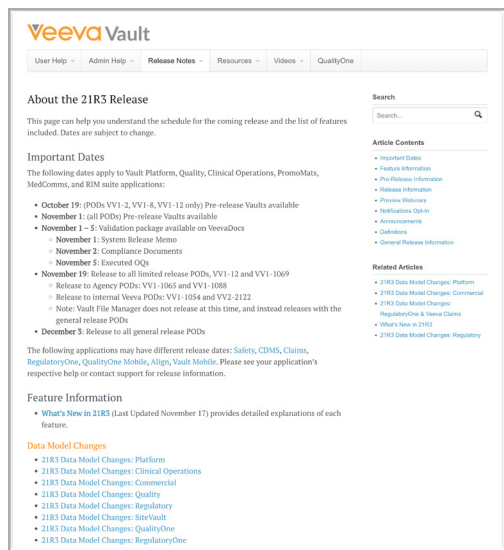 Veeva Vault
User Help Admin Help Release Notes Resources Videos QualityOne
About the 21R3 Release
This page can help you understand the schedule for the coming release and the list of features
included. Dates are subject to change.
Important Dates
The following dates apply to Vault Platform, Quality, Clinical Operations, PromoMats,
MedComms, and RIM suite applications:
• October 19: (PODs VV1-2, VV1-8, VV1-12 only) Pre-release Vaults available
• November 1: (all PODs) Pre-release Vaults available
• November 1 – 5: Validation package available on VeevaDocs
○ November 1: System Release Memo
○ November 2: Compliance Documents
○ November 5: Executed OQs
• November 19: Release to all limited release PODs, VV1-12 and VV1-1069
○ Release to Agency PODs: VV1-1065 and VV1-1088
○ Release to internal Veeva PODs: VV1-1054 and VV2-2122
○ Note: Vault File Manager does not release at this time, and instead releases with the
general release PODs
• December 3: Release to all general release PODs
The following applications may have different release dates: Safety, CDMS, Claims,
RegulatoryOne, QualityOne Mobile, Align, Vault Mobile. Please see your application's
respective help or contact support for release information.
Feature Information
• What's New in 21R3 (Last Updated November 17) provides detailed explanations of each
feature.
Data Model Changes
• 21R3 Data Model Changes: Platform
• 21R3 Data Model Changes: Clinical Operations
• 21R3 Data Model Changes: Commercial
• 21R3 Data Model Changes: Quality
• 21R3 Data Model Changes: Regulatory
• 21R3 Data Model Changes: SiteVault
• 21R3 Data Model Changes: QualityOne
• 21R3 Data Model Changes: RegulatoryOne
Search
Search...
Article Contents
• Important Dates
• Feature Information
• Pre-Release Information
• Release Information
• Preview Webinars
• Notifications Opt-In
• Announcements
• Definitions
• General Release Information
Related Articles
• 21R3 Data Model Changes: Platform
• 21R3 Data Model Changes: Commercial
• 21R3 Data Model Changes:
RegulatoryOne & Veeva Claims
• What's New in 21R3
• 21R3 Data Model Changes: Regulatory